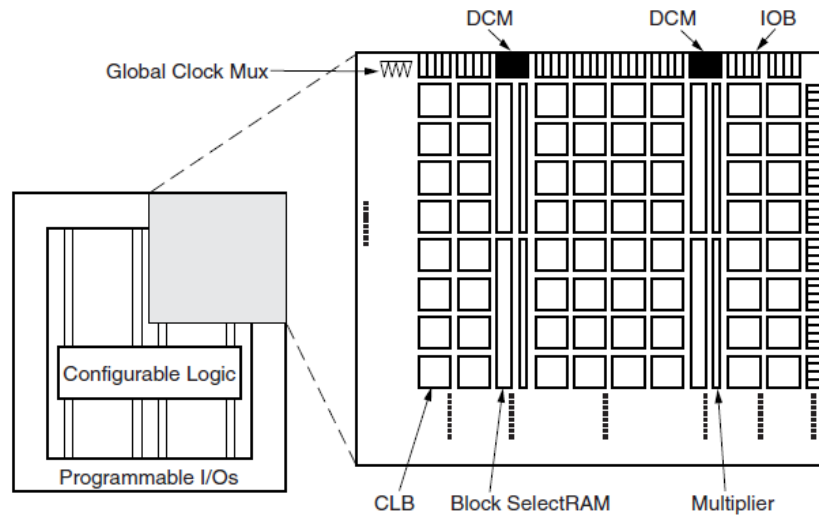 DCM
DCM
IOB
Global Clock Mux
Configurable Logic
Programmable I/Os
CLB
Block SelectRAM
Multiplier